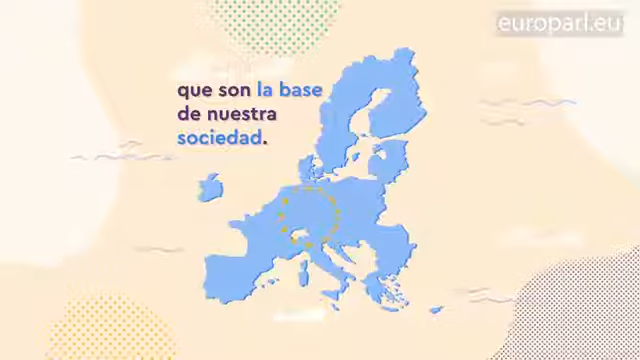 europarl.eu
que son la base
de nuestra
sociedad.